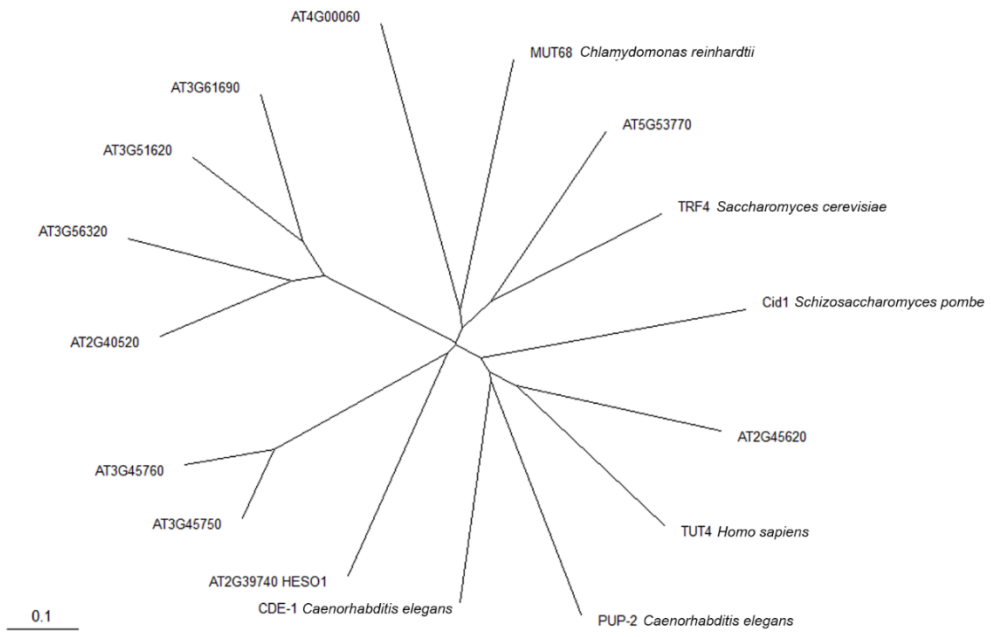 AT4G00060
MUT68 Chlamydomonas reinhardtii
AT3G61690
AT5G53770
AT3G51620
TRF4 Saccharomyces cerevisiae
AT3G56320
Cid1 Schizosaccharomyces pombe
AT2G40520
AT2G45620
AT3G45760
AT3G45750
TUT4 Homo sapiens
AT2G39740 HESO1
CDE-1 Caenorhabditis elegans
PUP-2 Caenorhabditis elegans
0.1